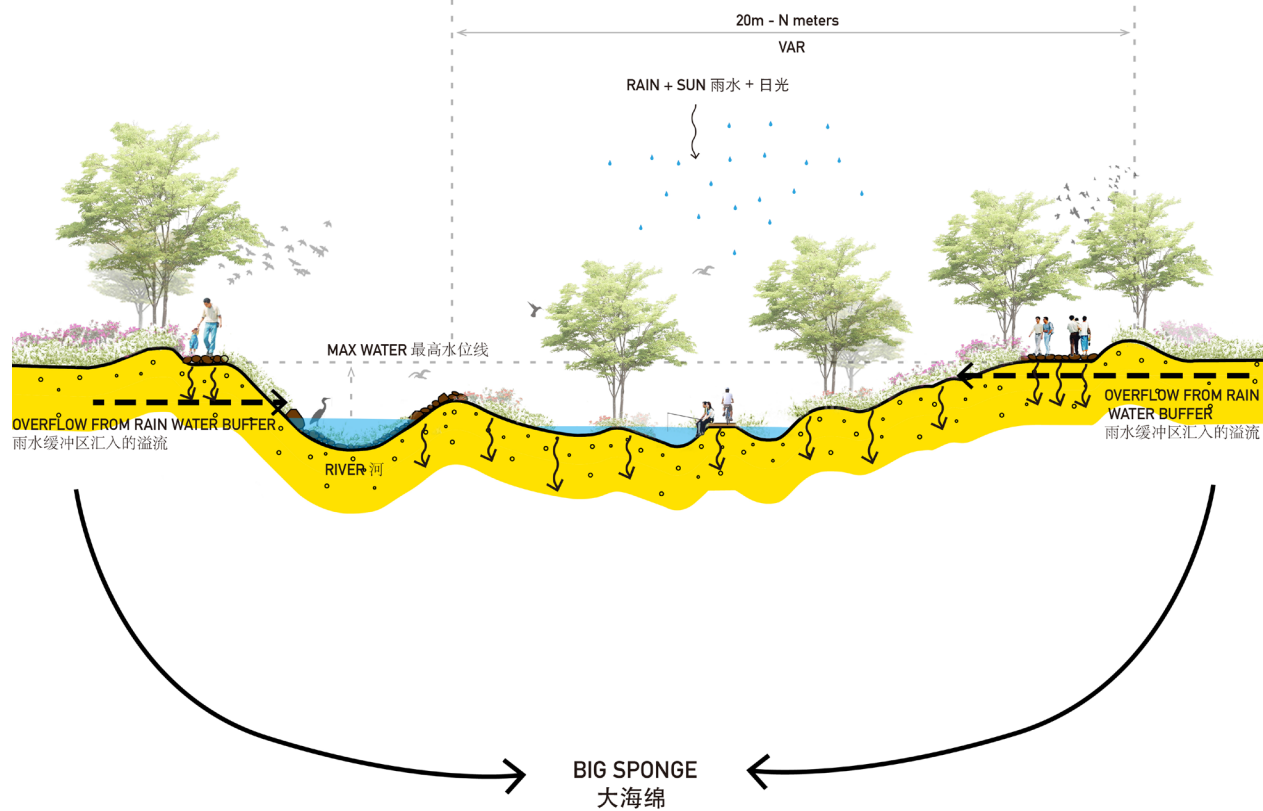 20m - N meters
VAR
RAIN + SUN 雨水 + 日光
MAX WATER 最高水位线
OVERFLOW FROM RAIN WATER BUFFER
雨水缓冲区汇入的溢流
RIVER 河
OVERFLOW FROM RAIN
WATER BUFFER
雨水缓冲区汇入的溢流
BIG SPONGE
大海绵